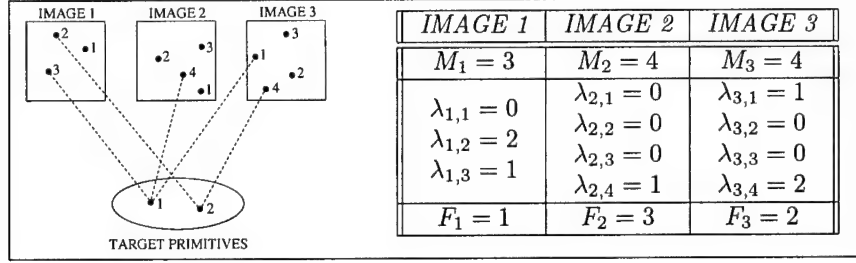 IMAGE 1 IMAGE 2 IMAGE 3
2
1
3
2
3
4
1
3
1
2
4
1
2
TARGET PRIMITIVES
IMAGE 1 IMAGE 2 IMAGE 3
M₁ = 3 M₂ = 4 M₃ = 4
λ₁,₁ = 0 λ₂,₁ = 0 λ₃,₁ = 1
λ₁,₂ = 2 λ₂,₂ = 0 λ₃,₂ = 0
λ₁,₃ = 1 λ₂,₃ = 0 λ₃,₃ = 0
λ₂,₄ = 1 λ₃,₄ = 2
F₁ = 1 F₂ = 3 F₃ = 2